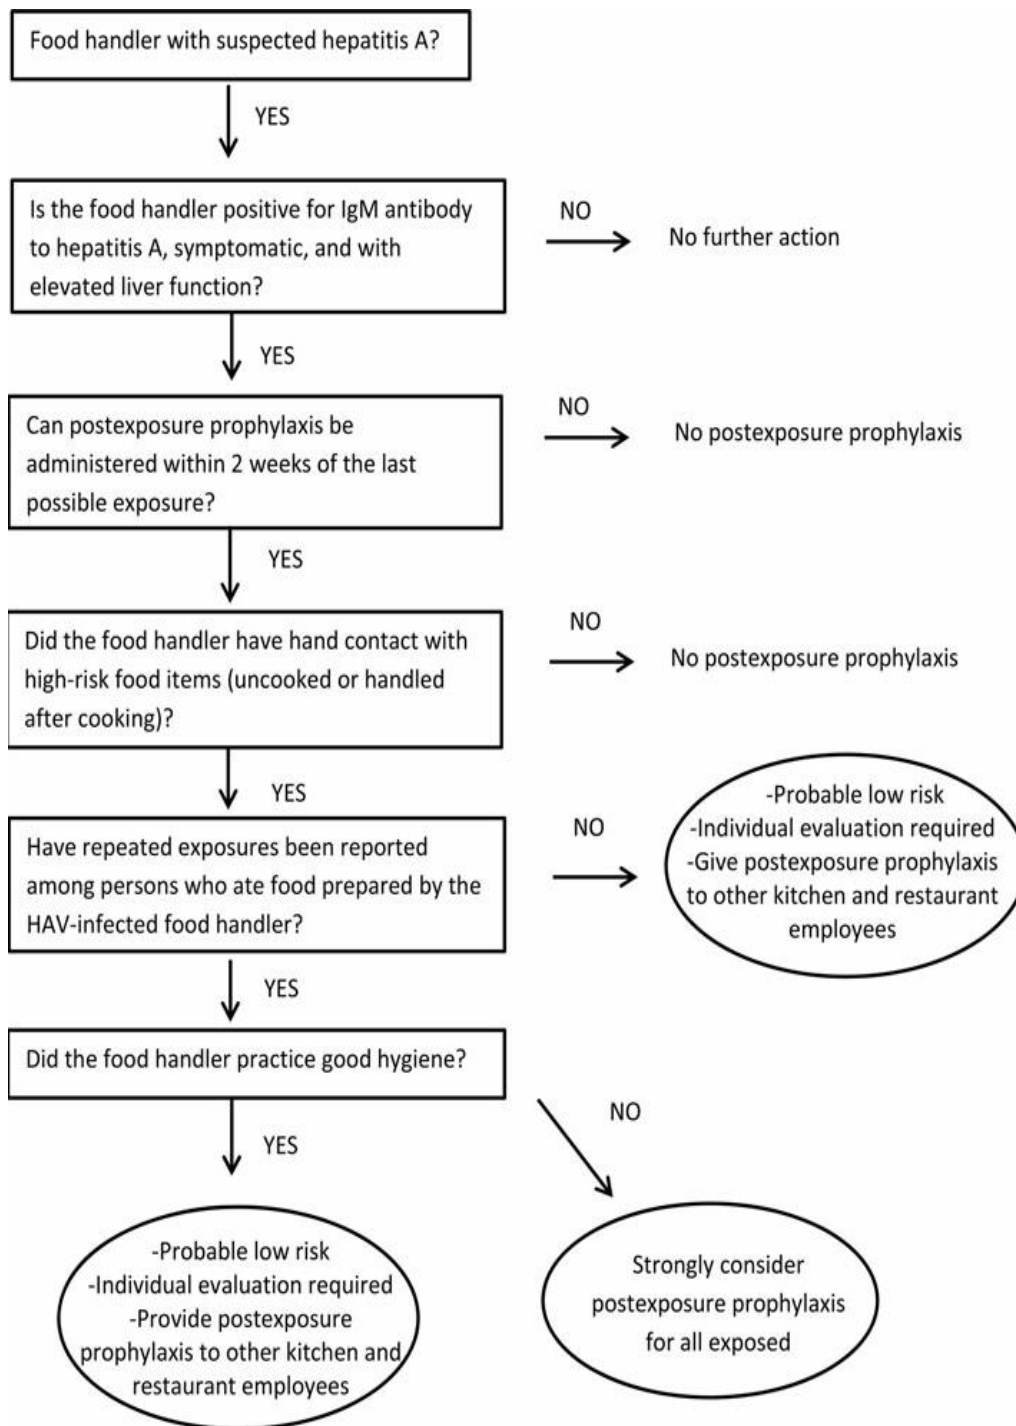 Food handler with suspected hepatitis A?
YES
Is the food handler positive for IgM antibody
to hepatitis A, symptomatic, and with
elevated liver function?
NO
No further action
YES
Can postexposure prophylaxis be
administered within 2 weeks of the last
possible exposure?
NO
No postexposure prophylaxis
YES
Did the food handler have hand contact with
high-risk food items (uncooked or handled
after cooking)?
NO
No postexposure prophylaxis
YES
Have repeated exposures been reported
among persons who ate food prepared by the
HAV-infected food handler?
NO
-Probable low risk
-Individual evaluation required
-Give postexposure prophylaxis
to other kitchen and restaurant
employees
YES
Did the food handler practice good hygiene?
NO
YES
-Probable low risk
-Individual evaluation required
-Provide postexposure
prophylaxis to other kitchen and
restaurant employees
Strongly consider
postexposure prophylaxis
for all exposed